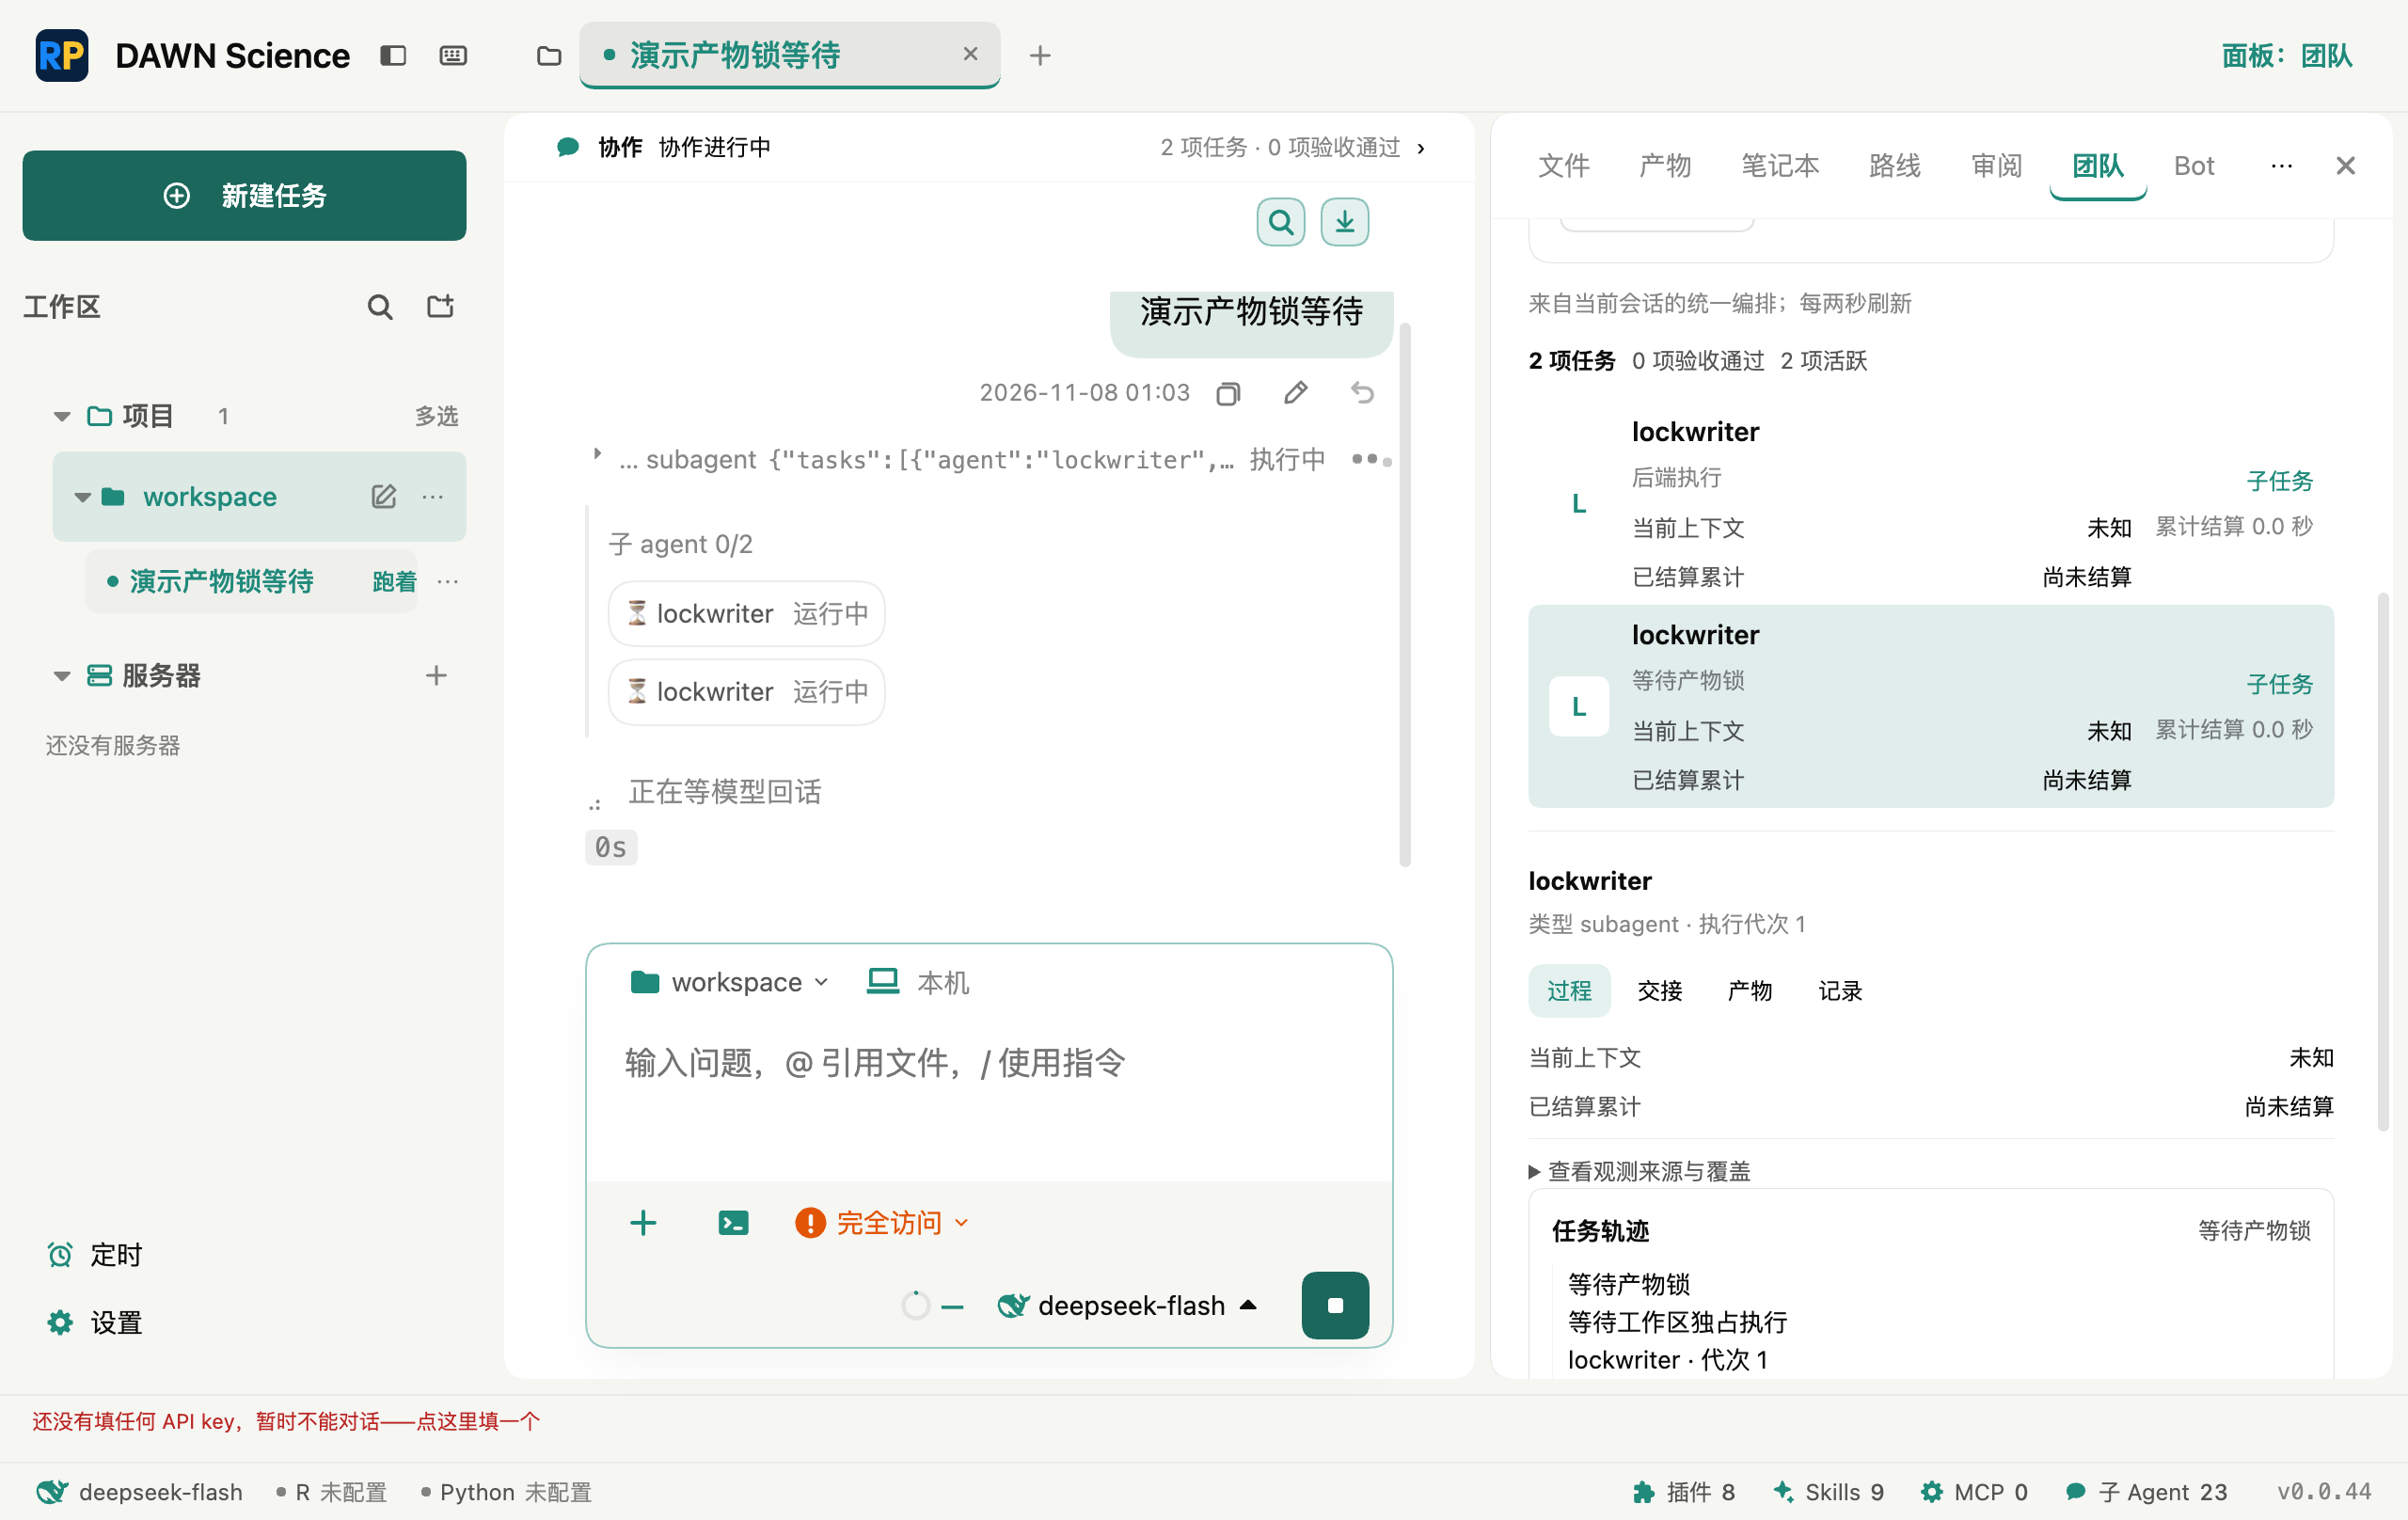 RP DAWN Science
演示产物锁等待
面板：团队
新建任务
工作区
项目 1 多选
workspace
演示产物锁等待 跑着
服务器
还没有服务器
定时
设置
协作 协作进行中 2 项任务 · 0 项验收通过
演示产物锁等待
2026-11-08 01:03
... subagent {"tasks":[{"agent":"lockwriter",... 执行中
子 agent 0/2
lockwriter 运行中
lockwriter 运行中
正在等模型回话
0s
workspace 本机
输入问题，@ 引用文件，/ 使用指令
完全访问
deepseek-flash
文件 产物 笔记本 路线 审阅 团队 Bot
来自当前会话的统一编排；每两秒刷新
2 项任务 0 项验收通过 2 项活跃
lockwriter
L
后端执行
子任务
当前上下文 未知 累计结算 0.0 秒
已结算累计 尚未结算
lockwriter
L
等待产物锁
子任务
当前上下文 未知 累计结算 0.0 秒
已结算累计 尚未结算
lockwriter
类型 subagent · 执行代次 1
过程 交接 产物 记录
当前上下文 未知
已结算累计 尚未结算
查看观测来源与覆盖
任务轨迹 等待产物锁
等待产物锁
等待工作区独占执行
lockwriter · 代次 1
还没有填任何 API key，暂时不能对话——点这里填一个
deepseek-flash R 未配置 Python 未配置
插件 8 Skills 9 MCP 0 子 Agent 23 v0.0.44